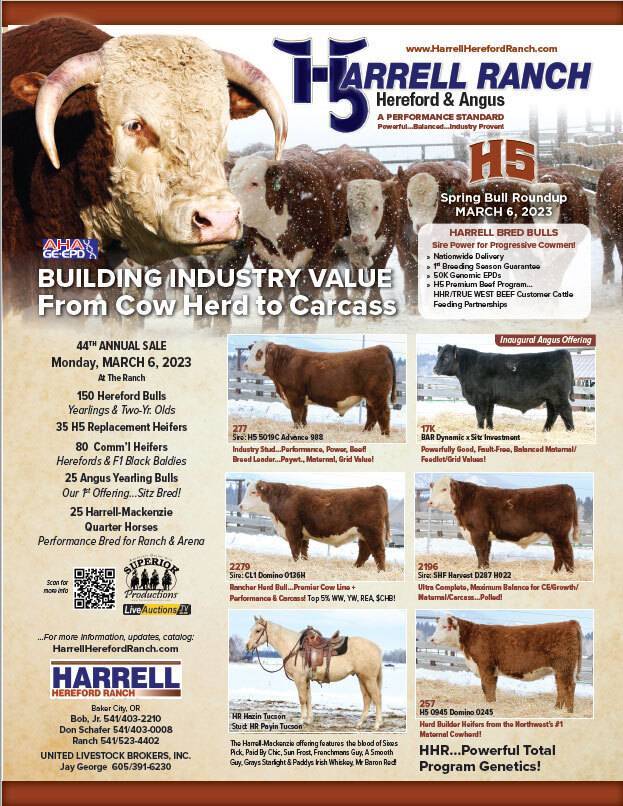 www.HarrellHerefordRanch.com
H5 HARRELL RANCH
Hereford & Angus
A PERFORMANCE STANDARD
Powerful...Balanced...Industry Proven!
H5
Spring Bull Roundup
MARCH 6, 2023
HARRELL BRED BULLS
Sire Power for Progressive Cowmen!
» Nationwide Delivery
» 1st Breeding Season Guarantee
» 50K Genomic EPDs
» H5 Premium Beef Program...
HHR/TRUE WEST BEEF Customer Cattle
Feeding Partnerships
AHA
GE•EPD
BUILDING INDUSTRY VALUE
From Cow Herd to Carcass
44TH ANNUAL SALE
Monday, MARCH 6, 2023
At The Ranch
150 Hereford Bulls
Yearlings & Two-Yr. Olds
35 H5 Replacement Heifers
80 Comm'l Heifers
Herefords & F1 Black Baldies
25 Angus Yearling Bulls
Our 1st Offering...Sitz Bred!
25 Harrell-Mackenzie
Quarter Horses
Performance Bred for Ranch & Arena
Scan for
more info
SUPERIOR
Productions
LiveAuctions.TV
...For more information, updates, catalog:
HarrellHerefordRanch.com
HARRELL
HEREFORD RANCH
Baker City, OR
Bob, Jr. 541/403-2210
Don Schafer 541/403-0008
Ranch 541/523-4402
UNITED LIVESTOCK BROKERS, INC.
Jay George 605/391-6230
277
Sire: H5 5019C Advance 988
Industry Stud...Performance, Power, Beef!
Breed Leader...Paywt., Maternal, Grid Value!
Inaugural Angus Offering
17K
BAR Dynamic x Sitz Investment
Powerfully Good, Fault-Free, Balanced Maternal/
Feedlot/Grid Values!
2279
Sire: CL1 Domino 0136H
Rancher Herd Bull...Premier Cow Line +
Performance & Carcass! Top 5% WW, YW, REA, $CHB!
2196
Sire: SHF Harvest D287 H022
Ultra Complete, Maximum Balance for CE/Growth/
Maternal/Carcass...Polled!
HR Hazin Tucson
Stud: HR Payin Tucson
The Harrell-Mackenzie offering features the blood of Sixes
Pick, Paid By Chic, Sun Frost, Frenchmans Guy, A Smooth
Guy, Grays Starlight & Paddys Irish Whiskey, Mr Baron Red!
257
H5 0945 Domino 0245
Herd Builder Heifers from the Northwest's #1
Maternal Cowherd!
HHR...Powerful Total
Program Genetics!